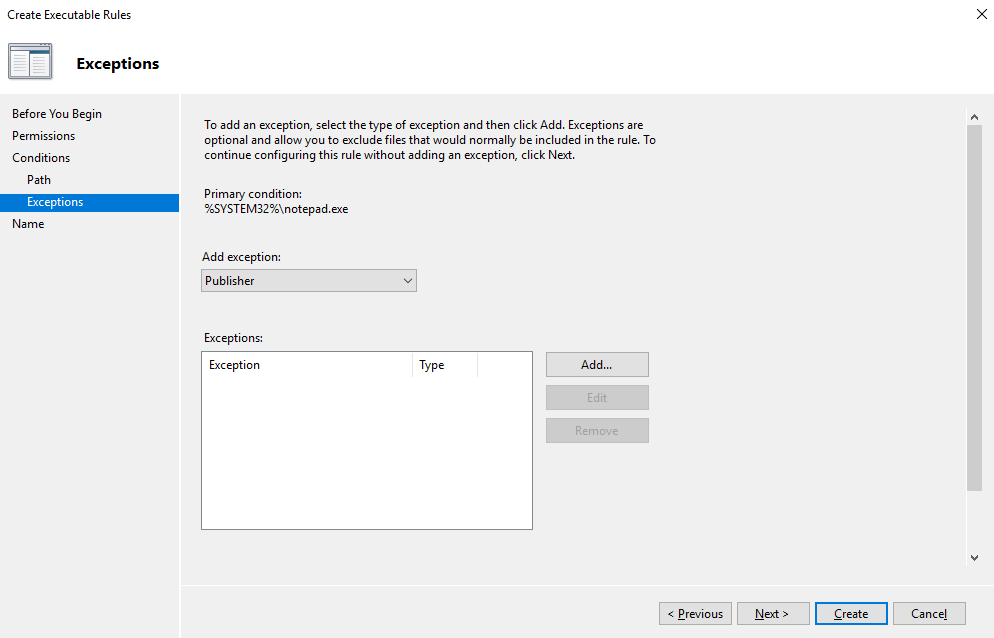 Create Executable Rules
Exceptions
Before You Begin
Permissions
Conditions
Path
Exceptions
Name
To add an exception, select the type of exception and then click Add. Exceptions are
optional and allow you to exclude files that would normally be included in the rule. To
continue configuring this rule without adding an exception, click Next.
Primary condition:
%SYSTEM32%\notepad.exe
Add exception:
Publisher
Exceptions:
Exception Type
Add...
Edit
Remove
< Previous Next > Create Cancel